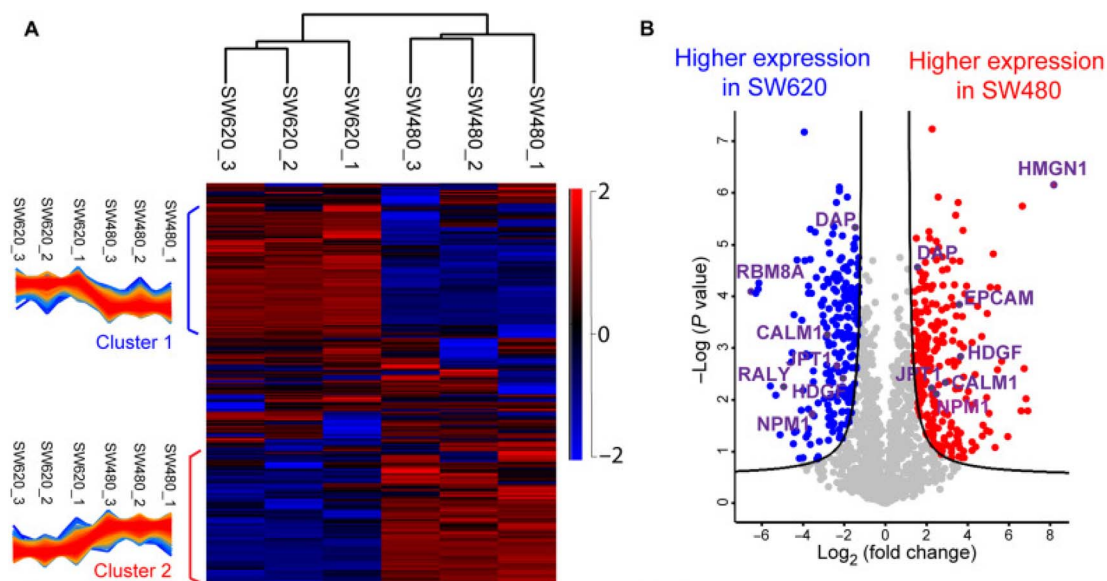 A
SW620_3
SW620_2
SW620_1
SW480_3
SW480_2
SW480_1
2
0
−2
SW620_3
SW620_2
SW620_1
SW480_3
SW480_2
SW480_1
Cluster 1
SW620_3
SW620_2
SW620_1
SW480_3
SW480_2
SW480_1
Cluster 2
B
Higher expression
in SW620
Higher expression
in SW480
−Log (P value)
7
6
5
4
3
2
1
0
HMGN1
DAP
DAP
RBM8A
EPCAM
CALM1
JPT1
HDGF
RALY
JPT1
CALM1
HDGF
NPM1
NPM1
−6 −4 −2 0 2 4 6 8
Log2 (fold change)